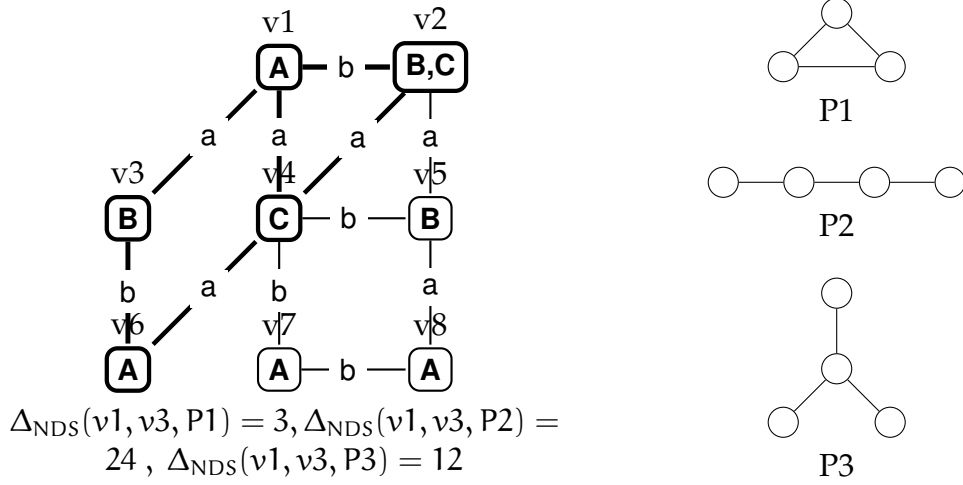 v1 v2
A b B,C
a a a a
v3 v4 v5
B C b B
b a b a
v6 v7 v8
A A b A
Δ_NDS(v1, v3, P1) = 3, Δ_NDS(v1, v3, P2) =
24 , Δ_NDS(v1, v3, P3) = 12
P1
P2
P3